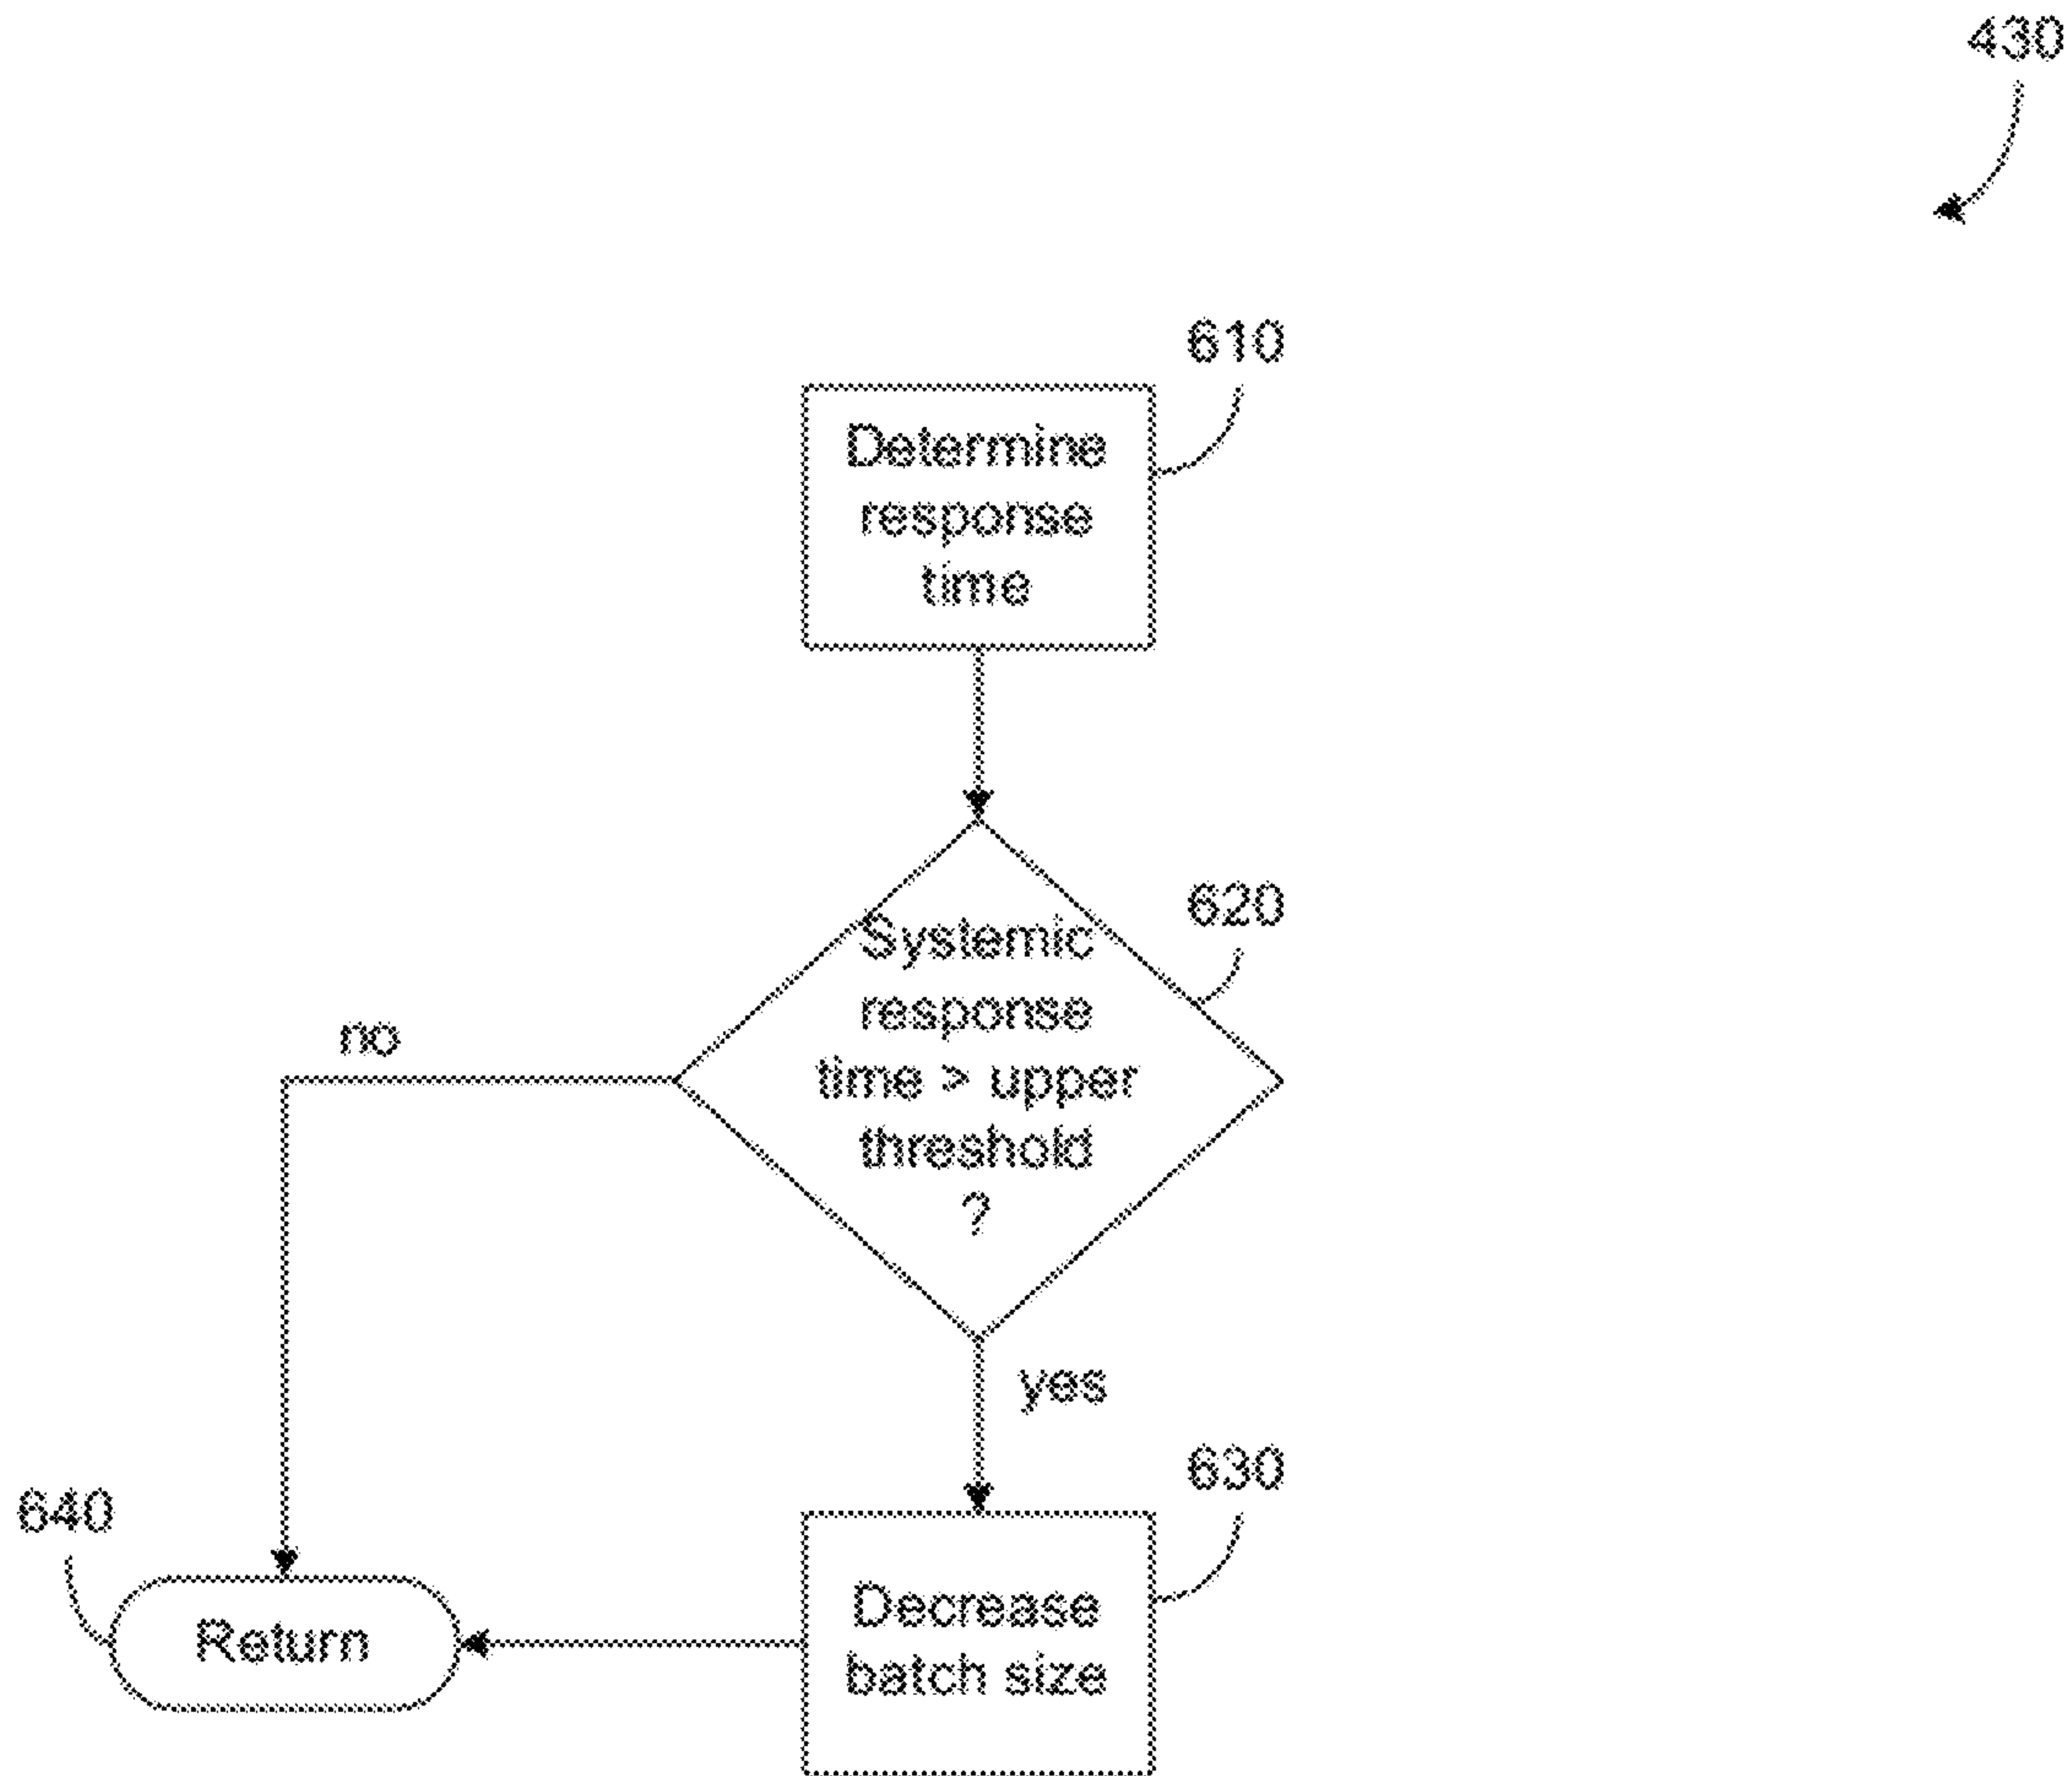 430
610
Determine
response
time
620
Systemic
response
time > upper
threshold
?
no
yes
630
640
Return
Decrease
batch size